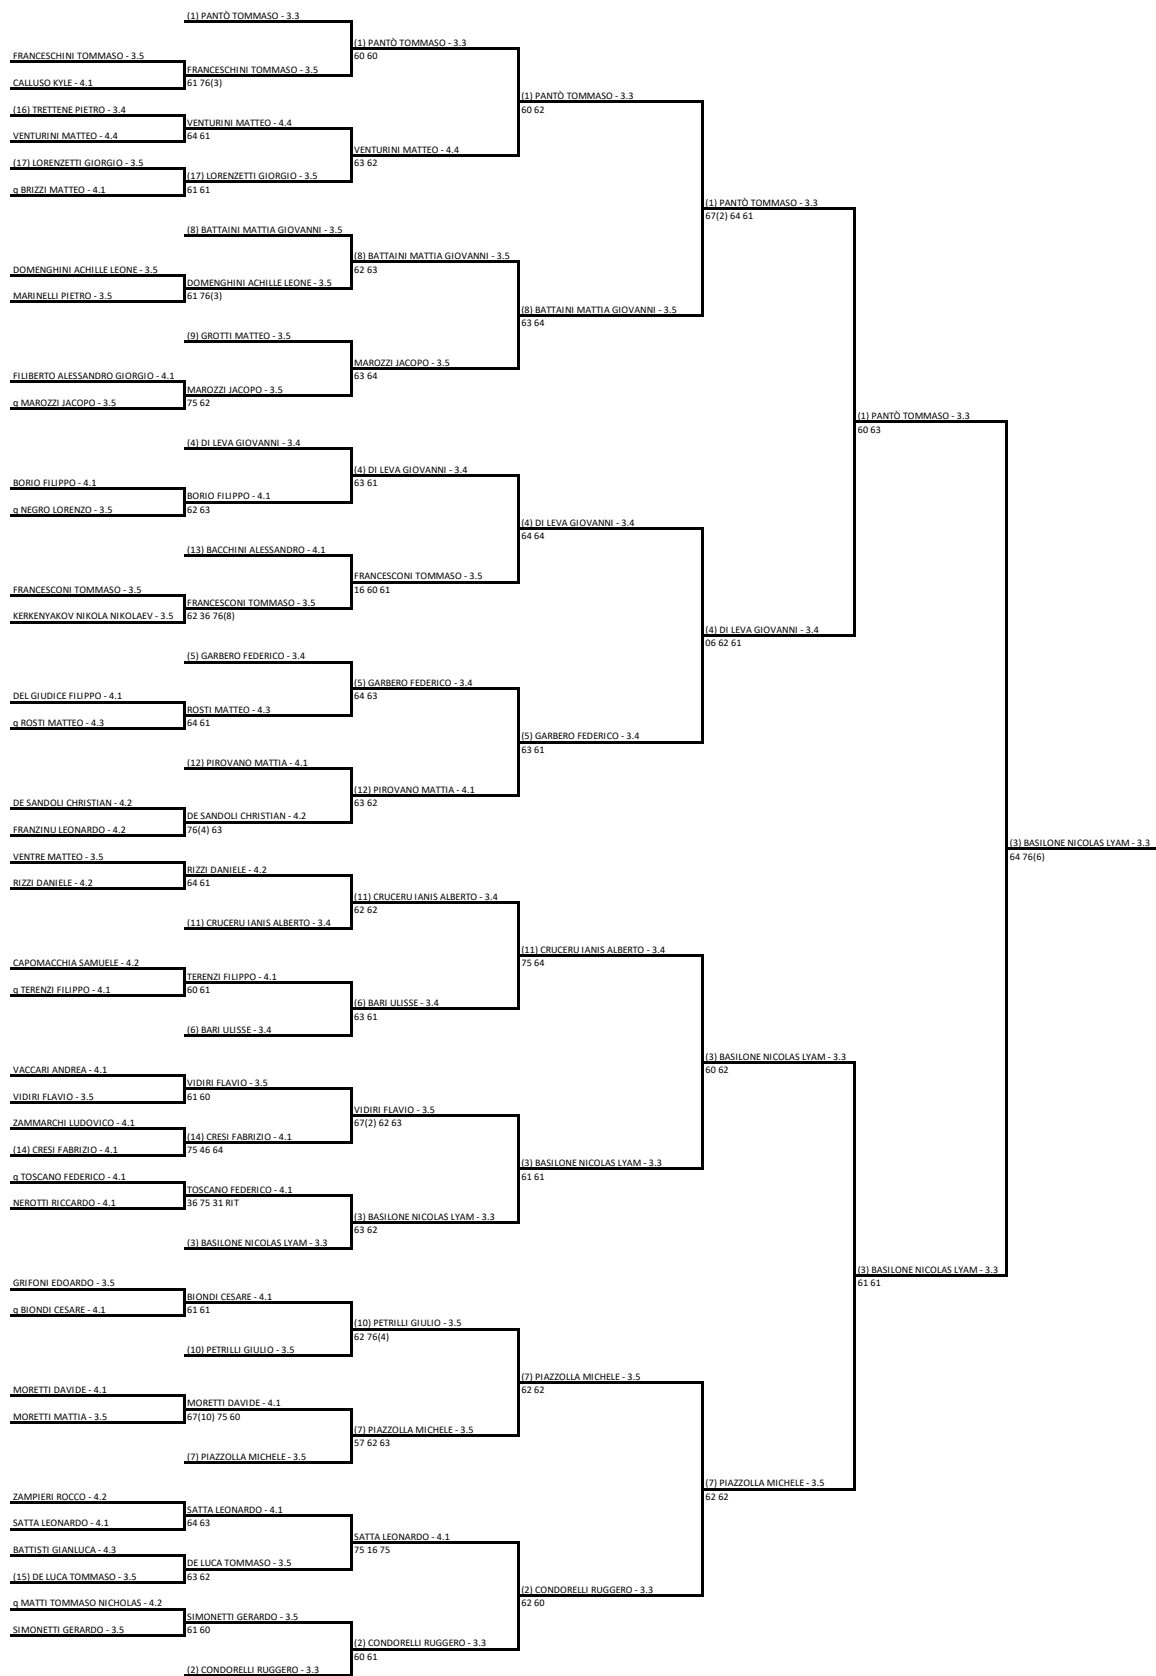 (1) PANTÒ TOMMASO - 3.3
(1) PANTÒ TOMMASO - 3.3
60 60
FRANCESCHINI TOMMASO - 3.5
FRANCESCHINI TOMMASO - 3.5
61 76(3)
CALLUSO KYLE - 4.1
(1) PANTÒ TOMMASO - 3.3
60 62
(16) TRETTENE PIETRO - 3.4
VENTURINI MATTEO - 4.4
64 61
VENTURINI MATTEO - 4.4
VENTURINI MATTEO - 4.4
63 62
(17) LORENZETTI GIORGIO - 3.5
(17) LORENZETTI GIORGIO - 3.5
61 61
q BRIZZI MATTEO - 4.1
(1) PANTÒ TOMMASO - 3.3
67(2) 64 61
(8) BATTAINI MATTIA GIOVANNI - 3.5
(8) BATTAINI MATTIA GIOVANNI - 3.5
62 63
DOMENGHINI ACHILLE LEONE - 3.5
DOMENGHINI ACHILLE LEONE - 3.5
61 76(3)
MARINELLI PIETRO - 3.5
(8) BATTAINI MATTIA GIOVANNI - 3.5
63 64
(9) GROTTI MATTEO - 3.5
MAROZZI JACOPO - 3.5
63 64
FILIBERTO ALESSANDRO GIORGIO - 4.1
MAROZZI JACOPO - 3.5
75 62
q MAROZZI JACOPO - 3.5
(1) PANTÒ TOMMASO - 3.3
60 63
(4) DI LEVA GIOVANNI - 3.4
(4) DI LEVA GIOVANNI - 3.4
63 61
BORIO FILIPPO - 4.1
BORIO FILIPPO - 4.1
62 63
q NEGRO LORENZO - 3.5
(4) DI LEVA GIOVANNI - 3.4
64 64
(13) BACCHINI ALESSANDRO - 4.1
FRANCESCONI TOMMASO - 3.5
16 60 61
FRANCESCONI TOMMASO - 3.5
FRANCESCONI TOMMASO - 3.5
62 36 76(8)
KERKENYAKOV NIKOLA NIKOLAEV - 3.5
(4) DI LEVA GIOVANNI - 3.4
06 62 61
(5) GARBERO FEDERICO - 3.4
(5) GARBERO FEDERICO - 3.4
64 63
DEL GIUDICE FILIPPO - 4.1
ROSTI MATTEO - 4.3
64 61
q ROSTI MATTEO - 4.3
(5) GARBERO FEDERICO - 3.4
63 61
(12) PIROVANO MATTIA - 4.1
(12) PIROVANO MATTIA - 4.1
63 62
DE SANDOLI CHRISTIAN - 4.2
DE SANDOLI CHRISTIAN - 4.2
76(4) 63
FRANZINU LEONARDO - 4.2
(3) BASILONE NICOLAS LYAM - 3.3
64 76(6)
VENTRE MATTEO - 3.5
RIZZI DANIELE - 4.2
64 61
RIZZI DANIELE - 4.2
(11) CRUCERU IANIS ALBERTO - 3.4
62 62
(11) CRUCERU IANIS ALBERTO - 3.4
(11) CRUCERU IANIS ALBERTO - 3.4
75 64
CAPOMACCHIA SAMUELE - 4.2
TERENZI FILIPPO - 4.1
60 61
q TERENZI FILIPPO - 4.1
(6) BARI ULISSE - 3.4
63 61
(6) BARI ULISSE - 3.4
(3) BASILONE NICOLAS LYAM - 3.3
60 62
VACCARI ANDREA - 4.1
VIDIRI FLAVIO - 3.5
61 60
VIDIRI FLAVIO - 3.5
VIDIRI FLAVIO - 3.5
67(2) 62 63
ZAMMARCHI LUDOVICO - 4.1
(14) CRESI FABRIZIO - 4.1
75 46 64
(14) CRESI FABRIZIO - 4.1
(3) BASILONE NICOLAS LYAM - 3.3
61 61
q TOSCANO FEDERICO - 4.1
TOSCANO FEDERICO - 4.1
36 75 31 RIT
NEROTTI RICCARDO - 4.1
(3) BASILONE NICOLAS LYAM - 3.3
63 62
(3) BASILONE NICOLAS LYAM - 3.3
(3) BASILONE NICOLAS LYAM - 3.3
61 61
GRIFONI EDOARDO - 3.5
BIONDI CESARE - 4.1
61 61
q BIONDI CESARE - 4.1
(10) PETRILLI GIULIO - 3.5
62 76(4)
(10) PETRILLI GIULIO - 3.5
(7) PIAZZOLLA MICHELE - 3.5
62 62
MORETTI DAVIDE - 4.1
MORETTI DAVIDE - 4.1
67(10) 75 60
MORETTI MATTIA - 3.5
(7) PIAZZOLLA MICHELE - 3.5
57 62 63
(7) PIAZZOLLA MICHELE - 3.5
(7) PIAZZOLLA MICHELE - 3.5
62 62
ZAMPIERI ROCCO - 4.2
SATTA LEONARDO - 4.1
64 63
SATTA LEONARDO - 4.1
SATTA LEONARDO - 4.1
75 16 75
BATTISTI GIANLUCA - 4.3
DE LUCA TOMMASO - 3.5
63 62
(15) DE LUCA TOMMASO - 3.5
(2) CONDORELLI RUGGERO - 3.3
62 60
q MATTI TOMMASO NICHOLAS - 4.2
SIMONETTI GERARDO - 3.5
61 60
SIMONETTI GERARDO - 3.5
(2) CONDORELLI RUGGERO - 3.3
60 61
(2) CONDORELLI RUGGERO - 3.3